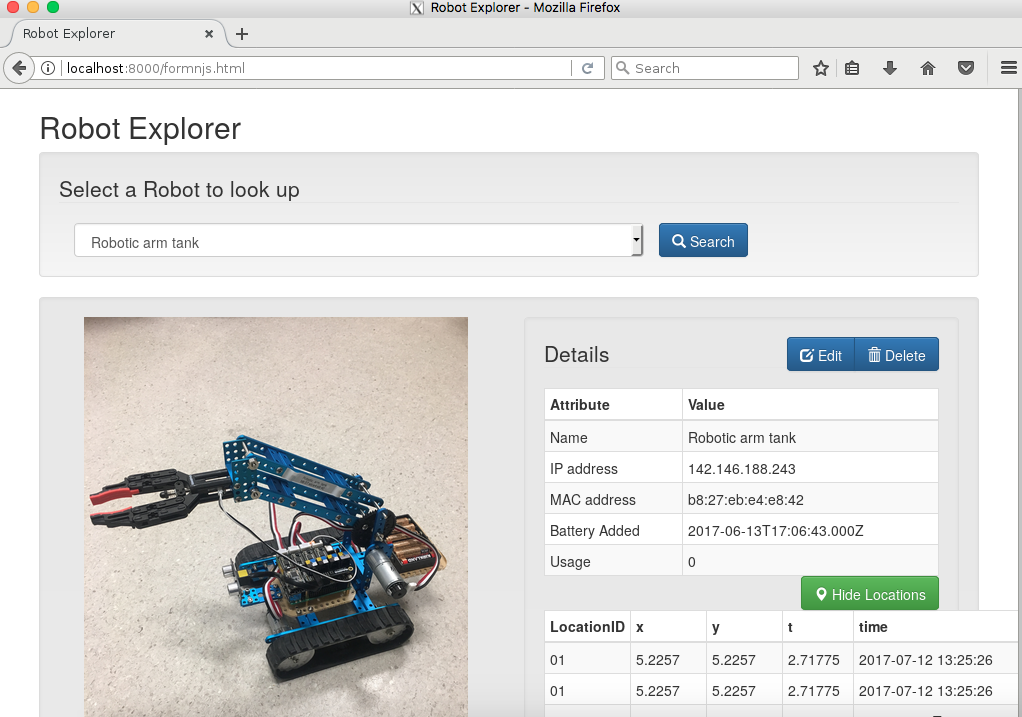 Robot Explorer - Mozilla Firefox
Robot Explorer
localhost:8000/formnjs.html
Search
Robot Explorer
Select a Robot to look up
Robotic arm tank
Search
Details
Edit
Delete
Attribute Value
Name Robotic arm tank
IP address 142.146.188.243
MAC address b8:27:eb:e4:e8:42
Battery Added 2017-06-13T17:06:43.000Z
Usage 0
Hide Locations
LocationID x y t time
01 5.2257 5.2257 2.71775 2017-07-12 13:25:26
01 5.2257 5.2257 2.71775 2017-07-12 13:25:26